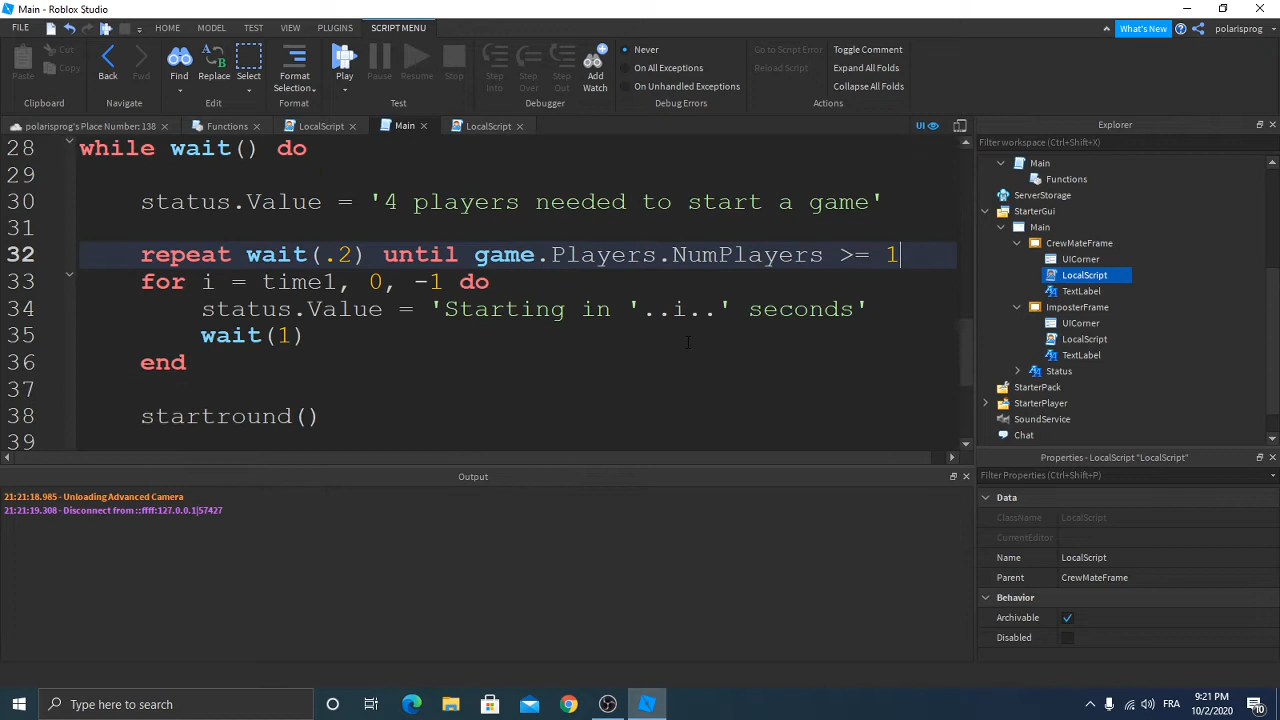 Main - Roblox Studio
FILE HOME MODEL TEST VIEW PLUGINS SCRIPT MENU What's New polarisprog
Paste Cut Copy Back Fwd Find Replace Select Format Selection Play Pause Resume Stop Step Into Step Over Step Out Add Watch
Never
On All Exceptions
On Unhandled Exceptions
Go to Script Error
Reload Script
Toggle Comment
Expand All Folds
Collapse All Folds
Clipboard Navigate Edit Format Test Debugger Debug Errors Actions
polarisprog's Place Number: 138 Functions LocalScript Main LocalScript UI
28 while wait() do
29
30 status.Value = '4 players needed to start a game'
31
32 repeat wait(.2) until game.Players.NumPlayers >= 1
33 for i = time1, 0, -1 do
34 status.Value = 'Starting in '..i..' seconds'
35 wait(1)
36 end
37
38 startround()
39
Output
21:21:18.985 - Unloading Advanced Camera
21:21:19.308 - Disconnect from ::ffff:127.0.0.1|57427
Explorer
Filter workspace (Ctrl+Shift+X)
Main
Functions
ServerStorage
StarterGui
Main
CrewMateFrame
UICorner
LocalScript
TextLabel
ImposterFrame
UICorner
LocalScript
TextLabel
Status
StarterPack
StarterPlayer
SoundService
Chat
Properties - LocalScript "LocalScript"
Filter Properties (Ctrl+Shift+P)
Data
ClassName LocalScript
CurrentEditor
Name LocalScript
Parent CrewMateFrame
Behavior
Archivable
Disabled
Type here to search
FRA 9:21 PM
10/2/2020
10